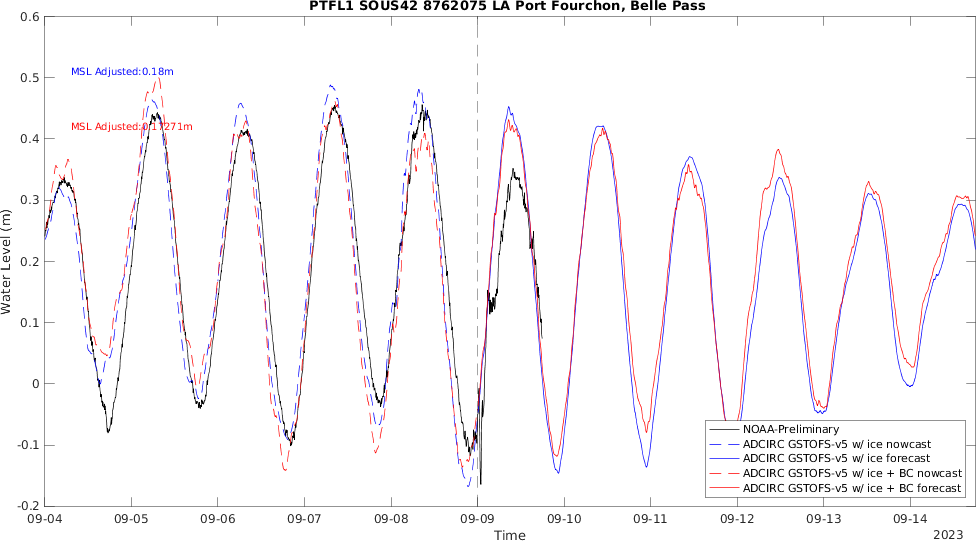 PTFL1 SOUS42 8762075 LA Port Fourchon, Belle Pass
0.6
0.5
0.4
0.3
0.2
0.1
0
-0.1
-0.2
Water Level (m)
MSL Adjusted:0.18m
MSL Adjusted:0.17271m
NOAA-Preliminary
ADCIRC GSTOFS-v5 w/ ice nowcast
ADCIRC GSTOFS-v5 w/ ice forecast
ADCIRC GSTOFS-v5 w/ ice + BC nowcast
ADCIRC GSTOFS-v5 w/ ice + BC forecast
09-04 09-05 09-06 09-07 09-08 09-09 09-10 09-11 09-12 09-13 09-14
Time
2023